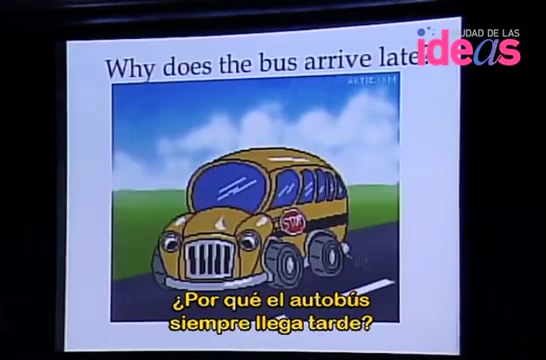 UDAD DE LAS
ideas
Why does the bus arrive late?
STOP
¿Por qué el autobús
siempre llega tarde?